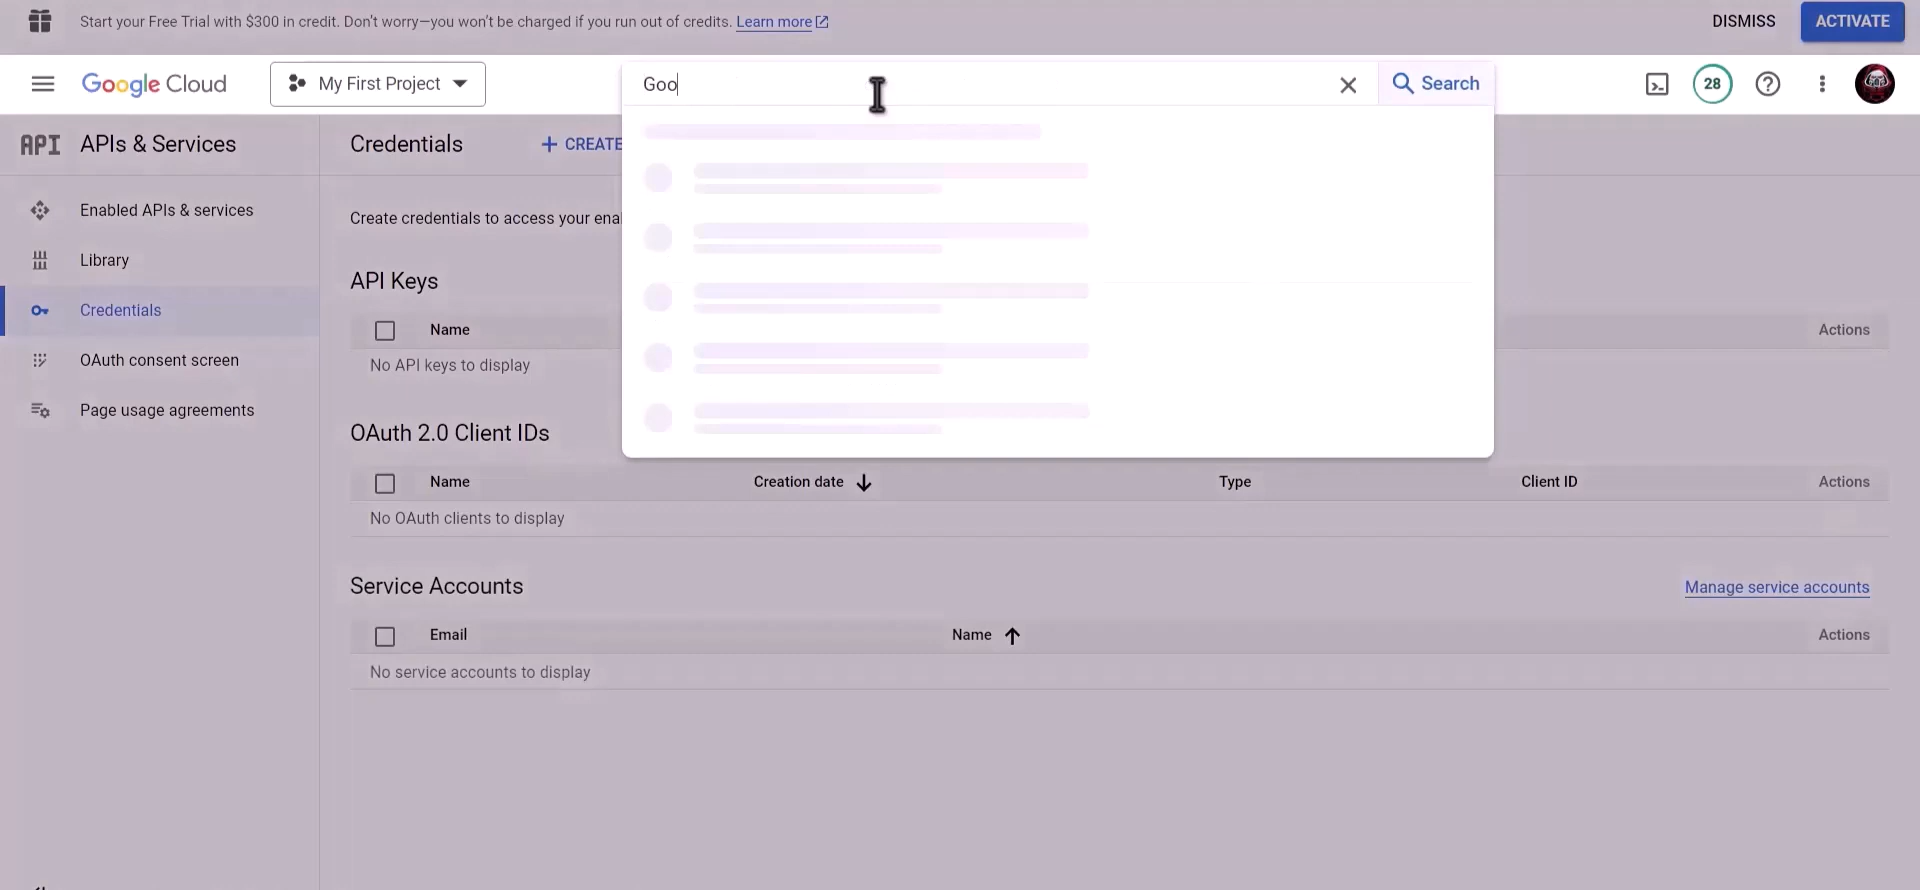 Start your Free Trial with $300 in credit. Don't worry—you won't be charged if you run out of credits. Learn more
DISMISS
ACTIVATE
Google Cloud
My First Project
Goo
Search
28
API
APIs & Services
Credentials
+ CREATE
Enabled APIs & services
Library
Credentials
OAuth consent screen
Page usage agreements
Create credentials to access your ena
API Keys
Name
Actions
No API keys to display
OAuth 2.0 Client IDs
Name
Creation date
Type
Client ID
Actions
No OAuth clients to display
Service Accounts
Manage service accounts
Email
Name
Actions
No service accounts to display